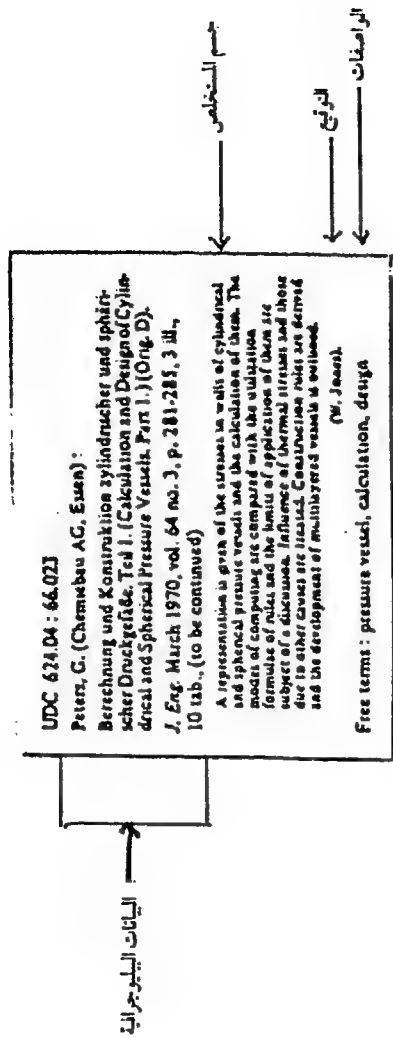 البيانات الببليوجرافية
UDC 624.04 : 66.023
Peters, G. (Chemiebau AG, Essen) :
Berechnung und Konstruktion zylindrischer und sphäri-
scher Druckgefäße. Teil 1. (Calculation and Design of Cylin-
drical and Spherical Pressure Vessels. Part 1.) (Orig. D).
J. Eng. March 1970, vol. 64 no. 3, p. 281-285, 3 ill.,
10 tab., (to be continued)
A representation is given of the stresses in walls of cylindrical
and spherical pressure vessels and the calculation of them. The
modes of computing are compared with the utilization
formulae of rules and the limits of application of them are
subject of a discussion. Influence of thermal stresses and those
due to other causes are treated. Construction rules are derived
and the development of multilayered vessels is outlined.
(W. Jones).
Free terms : pressure vessel, calculation, design
جسم المستخلص
التوقيع
الواصفات